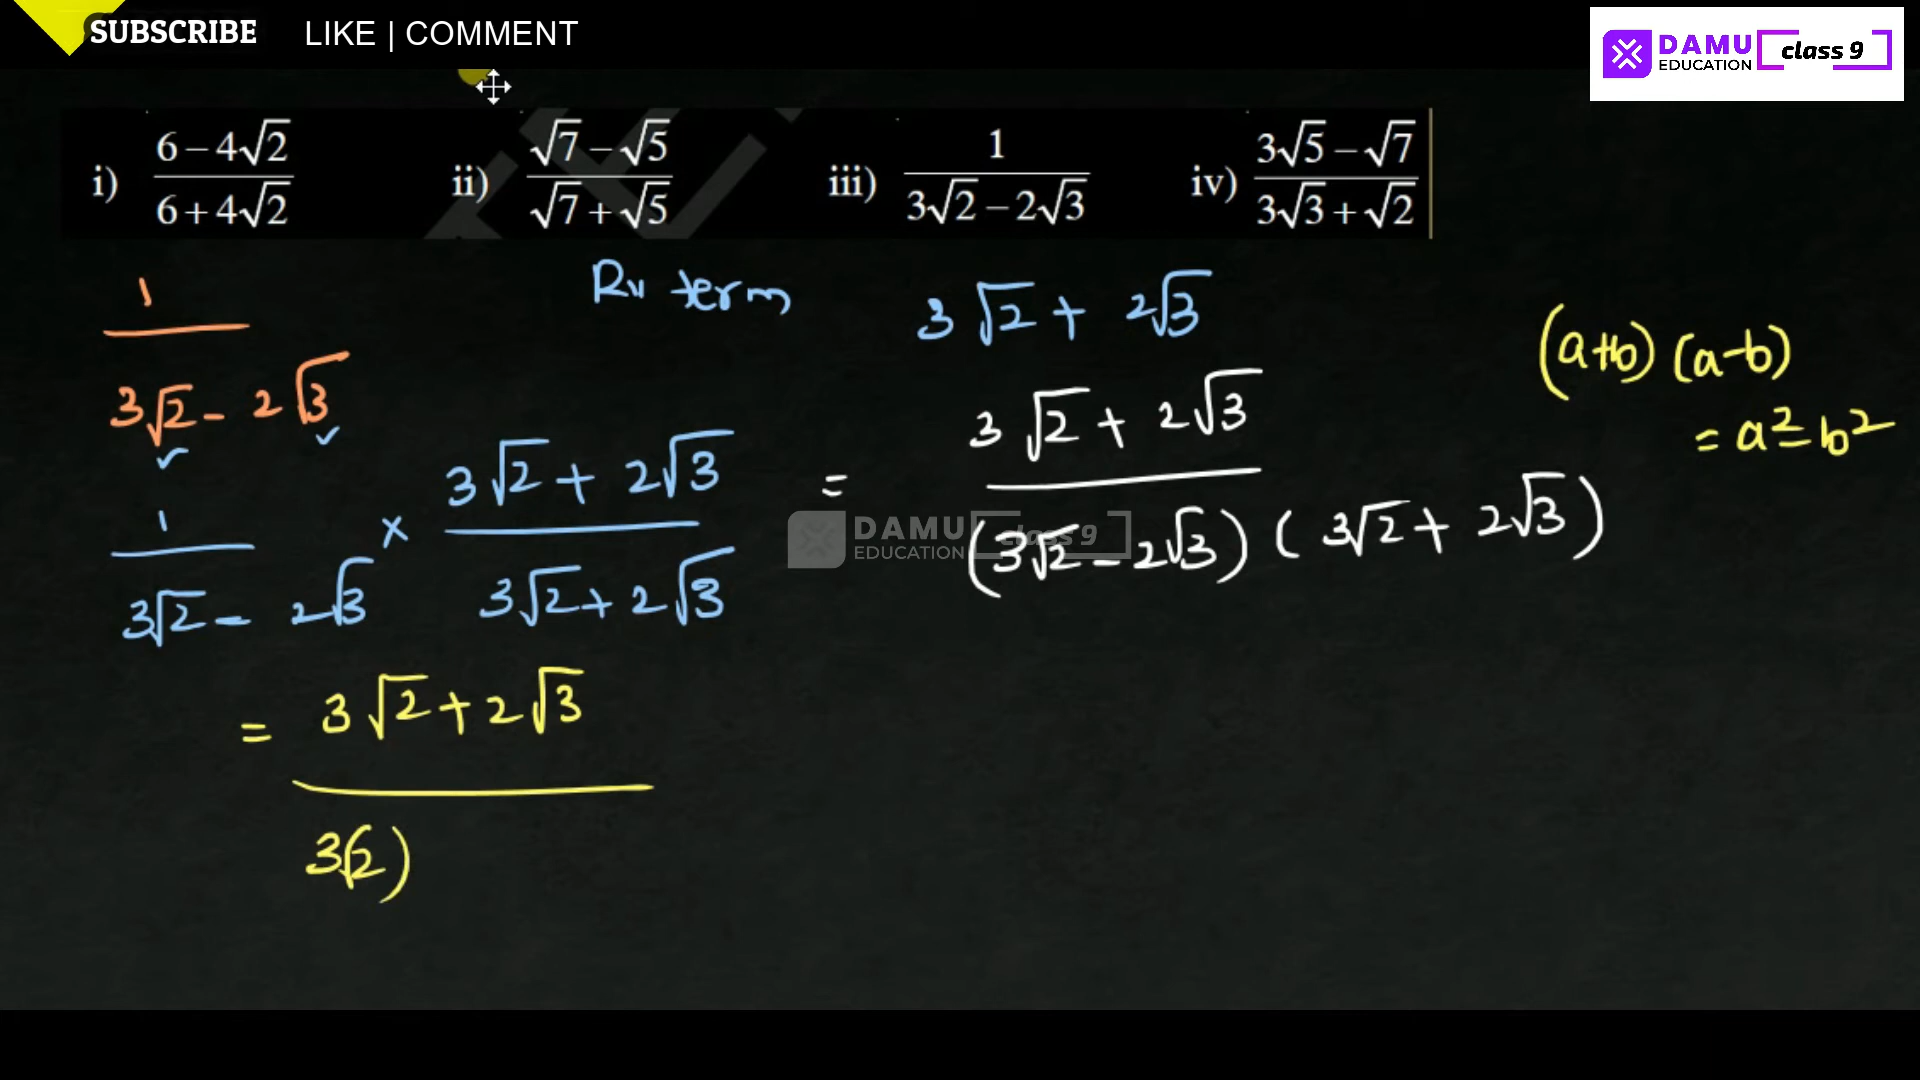 SUBSCRIBE LIKE | COMMENT
DAMU EDUCATION class 9
i) (6 − 4√2)/(6 + 4√2) ii) (√7 − √5)/(√7 + √5) iii) 1/(3√2 − 2√3) iv) (3√5 − √7)/(3√3 + √2)
1/(3√2 − 2√3)
term 3√2 + 2√3
(a+b) (a−b)
= a² − b²
1/(3√2 − 2√3) × (3√2 + 2√3)/(3√2 + 2√3) = (3√2 + 2√3)/((3√2 − 2√3)(3√2 + 2√3))
DAMU EDUCATION class 9
= 3√2 + 2√3
3√2)